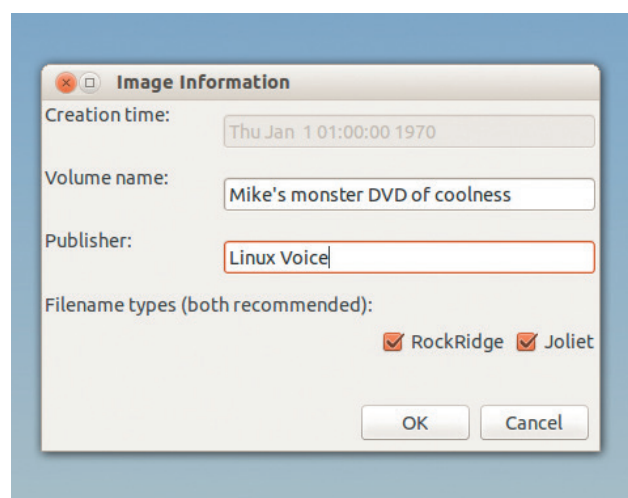 Image Information
Creation time:
Thu Jan 1 01:00:00 1970
Volume name:
Mike's monster DVD of coolness
Publisher:
Linux Voice
Filename types (both recommended):
RockRidge Joliet
OK Cancel